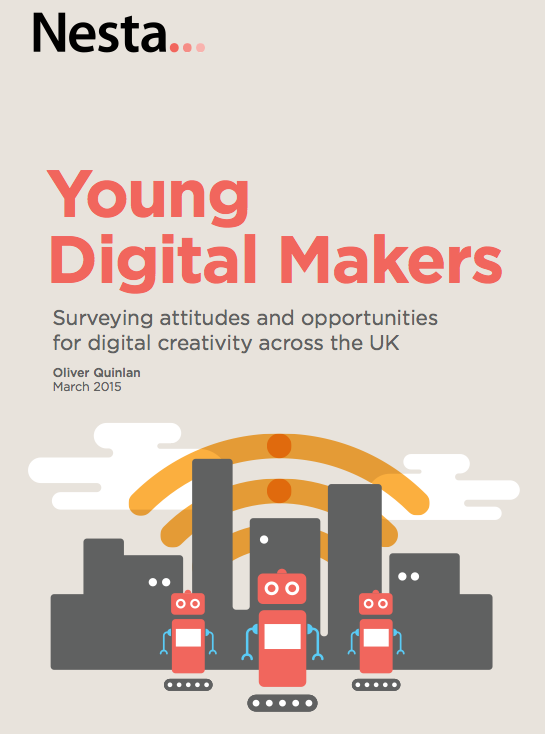 Nesta...
Young
Digital Makers
Surveying attitudes and opportunities
for digital creativity across the UK
Oliver Quinlan
March 2015